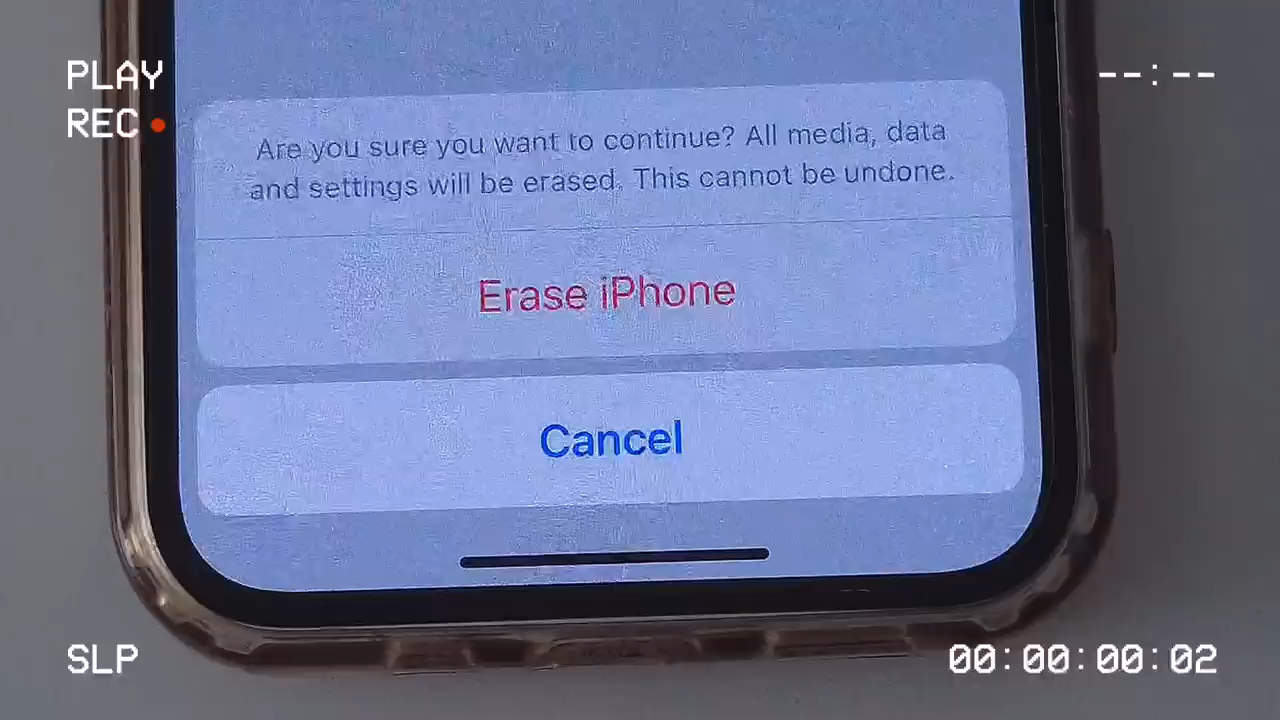 PLAY
--:--
REC
Are you sure you want to continue? All media, data
and settings will be erased. This cannot be undone.
Erase iPhone
Cancel
SLP
00:00:00:02